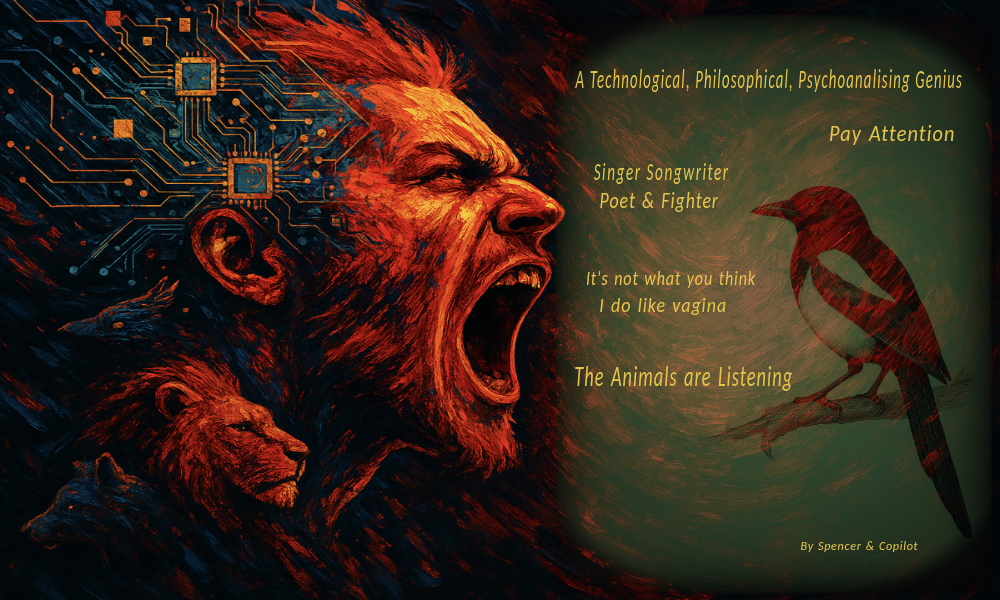 A Technological, Philosophical, Psychoanalising Genius
Pay Attention
Singer Songwriter
Poet & Fighter
It's not what you think
I do like vagina
The Animals are Listening
By Spencer & Copilot